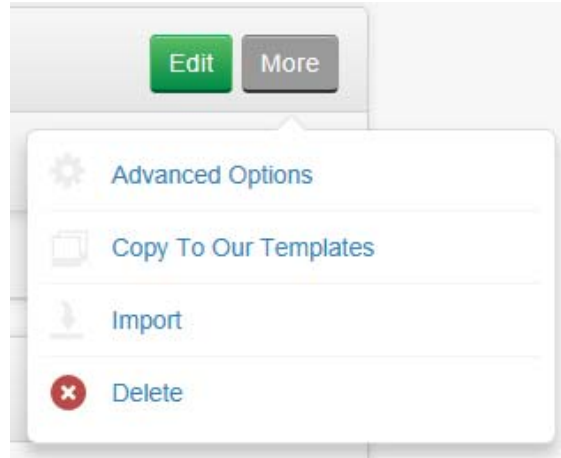 Edit More
Advanced Options
Copy To Our Templates
Import
Delete